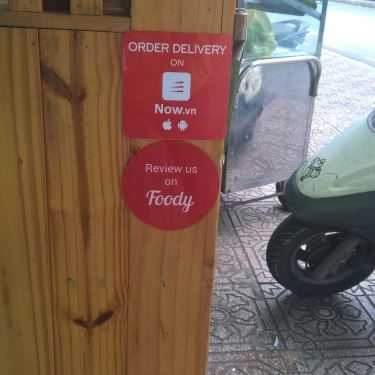 ORDER DELIVERY
ON
Now.vn
Review us
on
Foody